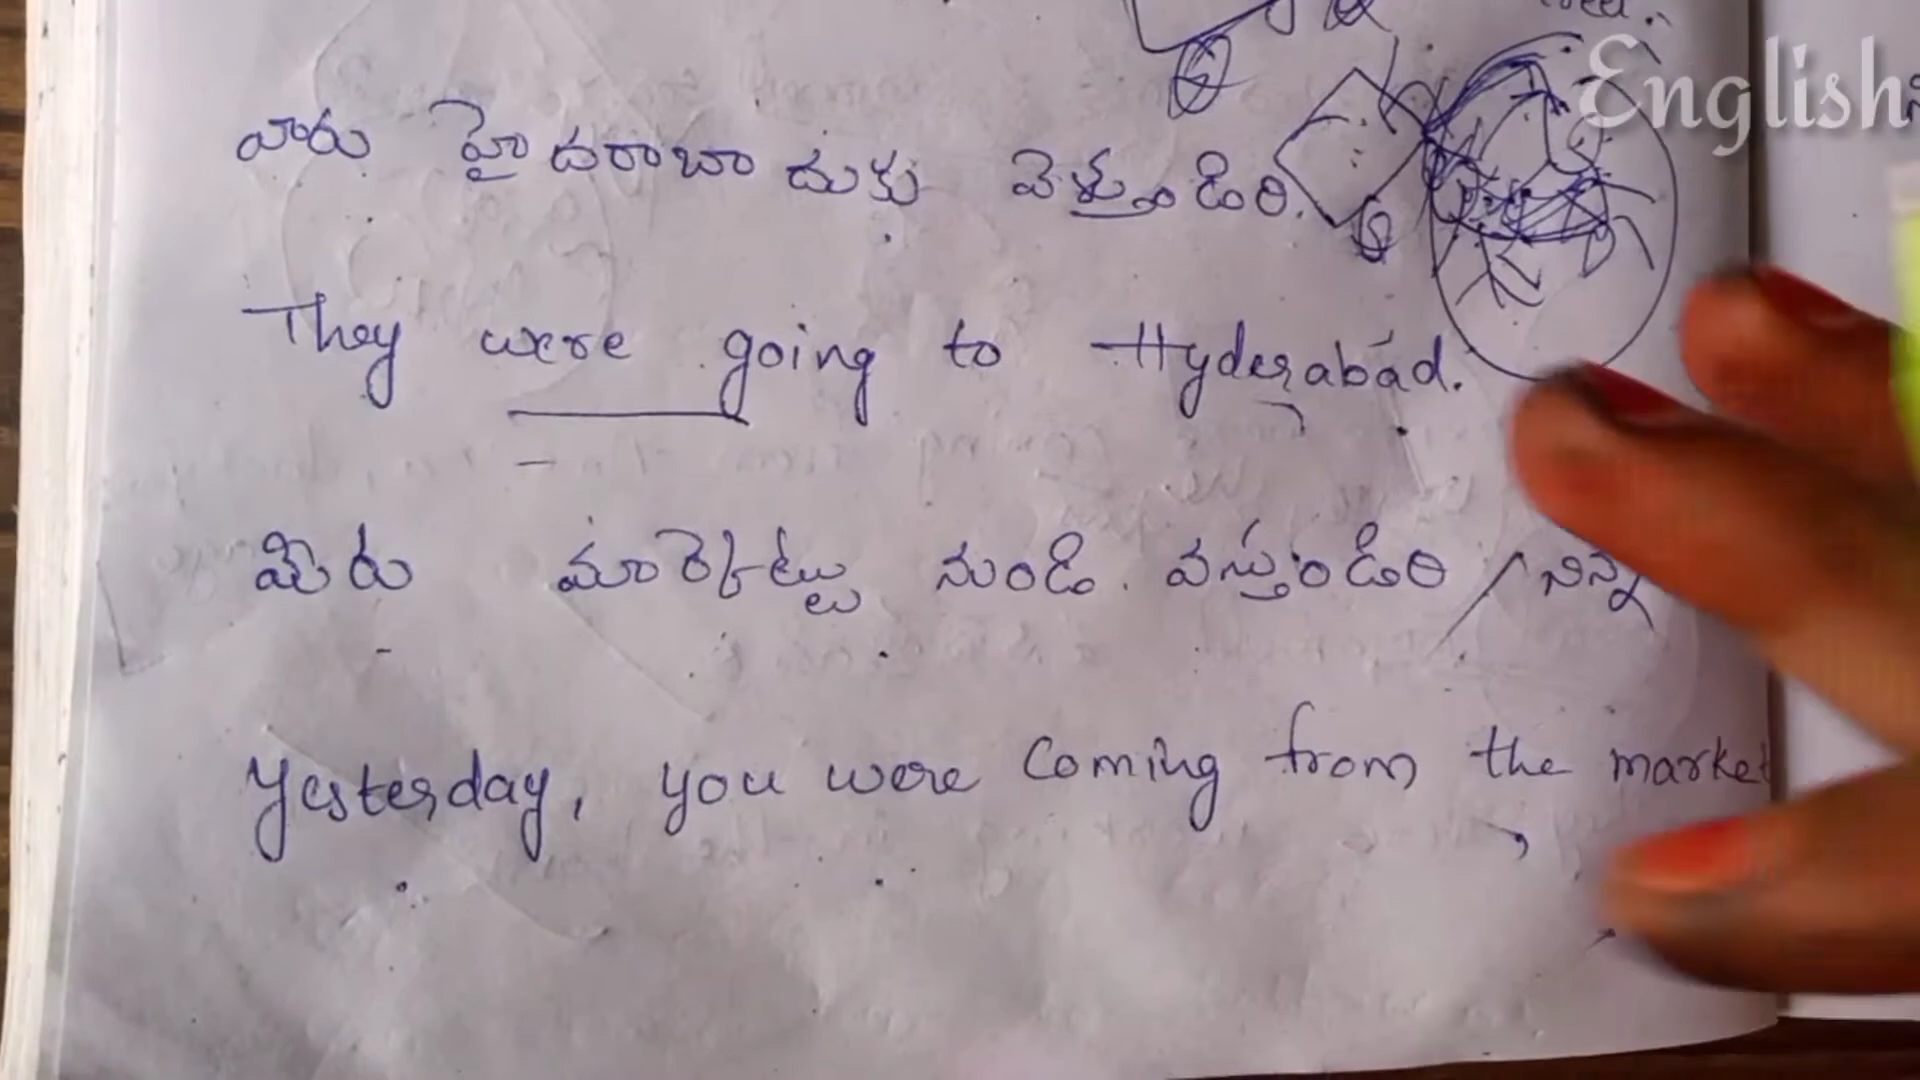 English
వారు హైదరాబాదుకు వెళ్తుండిరి.
They were going to Hyderabad.
మీరు మార్కెట్టు నుండి వస్తుండిరి / నిన్న
Yesterday, you were coming from the market